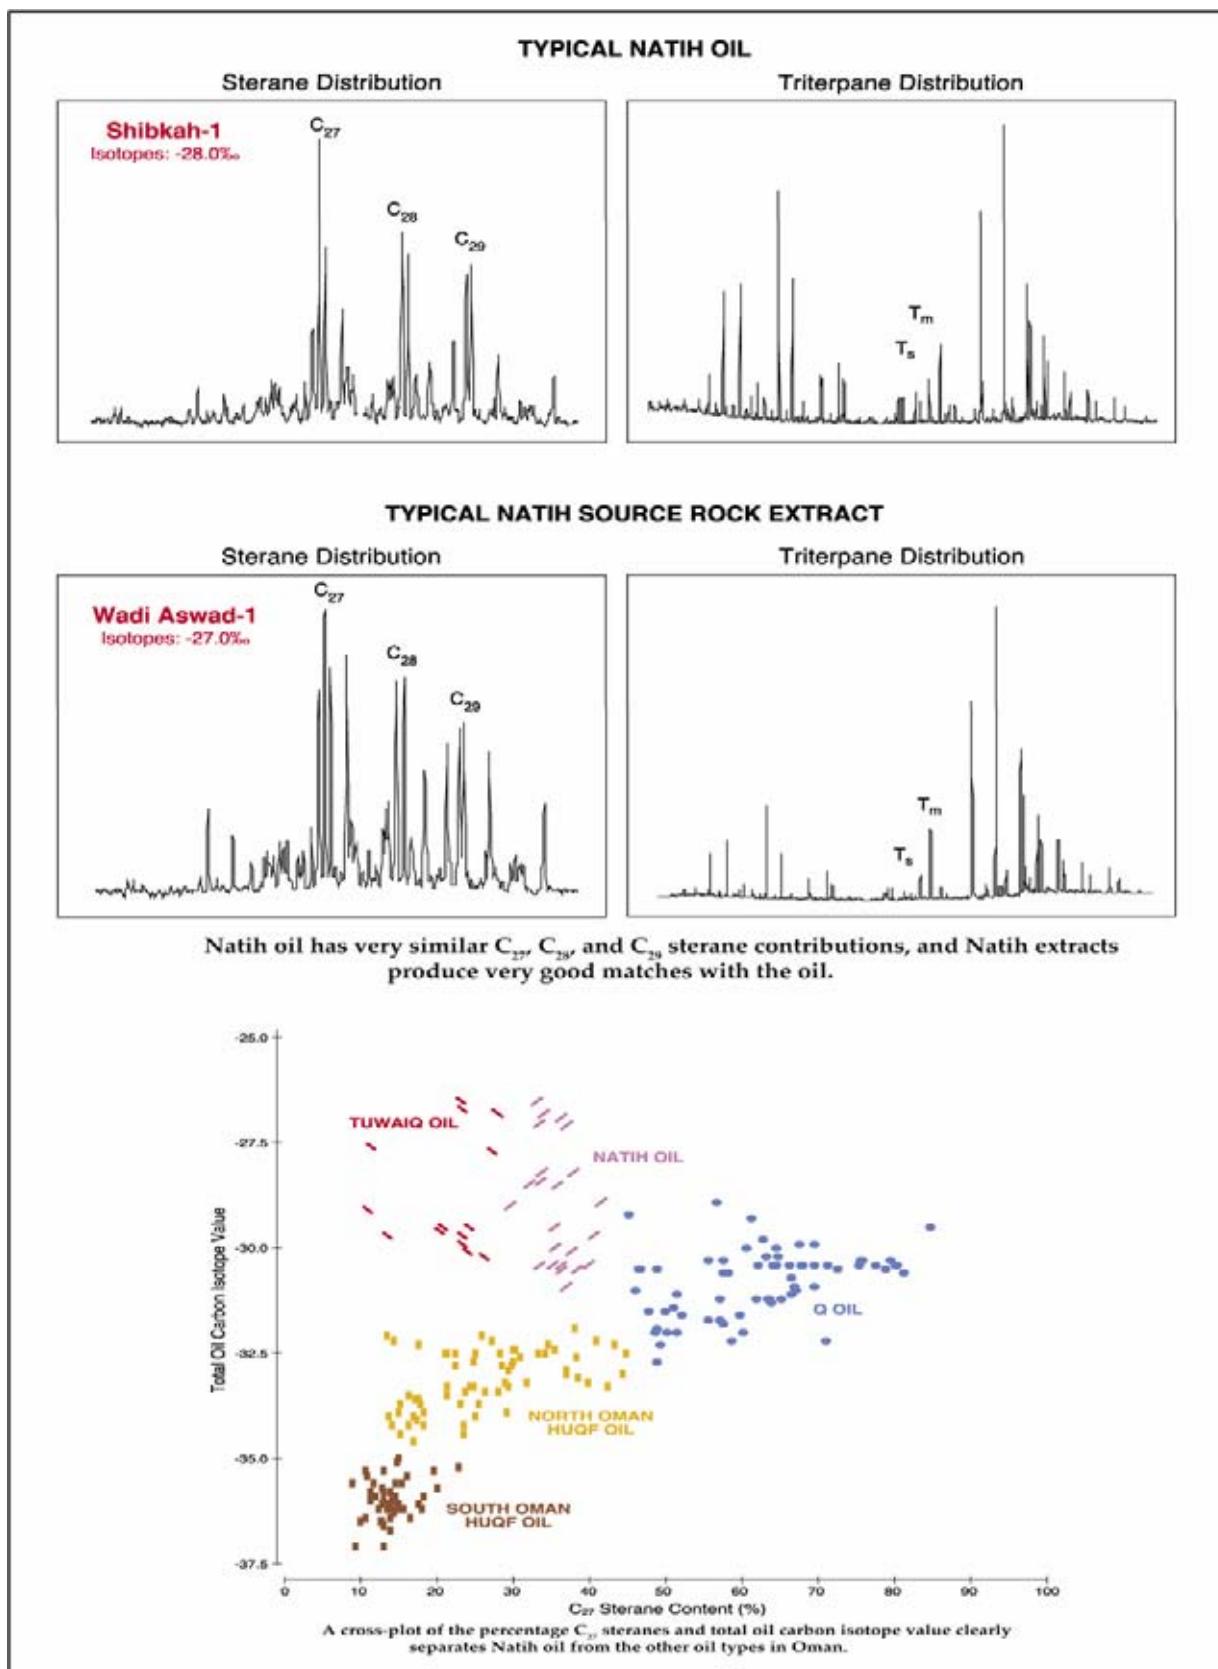 TYPICAL NATIH OIL
Sterane Distribution
Triterpane Distribution
Shibkah-1
Isotopes: -28.0‰
C27
C28
C29
Ts
Tm
TYPICAL NATIH SOURCE ROCK EXTRACT
Sterane Distribution
Triterpane Distribution
Wadi Aswad-1
Isotopes: -27.0‰
C27
C28
C29
Ts
Tm
Natih oil has very similar C27, C28, and C29 sterane contributions, and Natih extracts
produce very good matches with the oil.
Total Oil Carbon Isotope Value
-25.0
-27.5
-30.0
-32.5
-35.0
-37.5
TUWAIQ OIL
NATIH OIL
Q OIL
NORTH OMAN
HUQF OIL
SOUTH OMAN
HUQF OIL
0 10 20 30 40 50 60 70 80 90 100
C27 Sterane Content (%)
A cross-plot of the percentage C27 steranes and total oil carbon isotope value clearly
separates Natih oil from the other oil types in Oman.